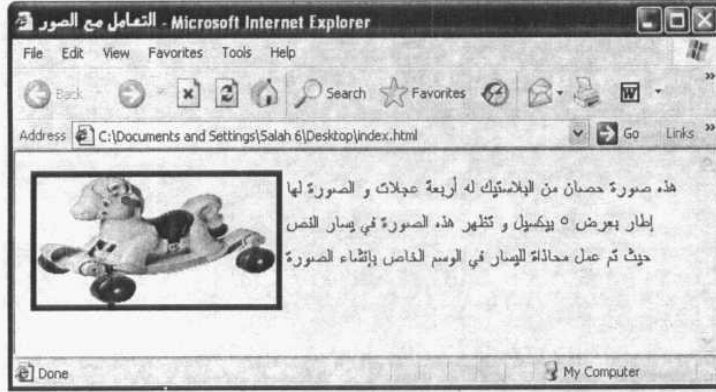 التعامل مع الصور - Microsoft Internet Explorer
File Edit View Favorites Tools Help
Back Search Favorites
Address C:\Documents and Settings\Salah 6\Desktop\index.html Go Links »
هذه صورة حصان من البلاستيك له أربعة عجلات و الصورة لها
إطار بعرض ٥ بيكسيل و تظهر هذه الصورة في يسار النص
حيث تم عمل محاذاة لليسار في الوسم الخاص بإنشاء الصورة
Done My Computer